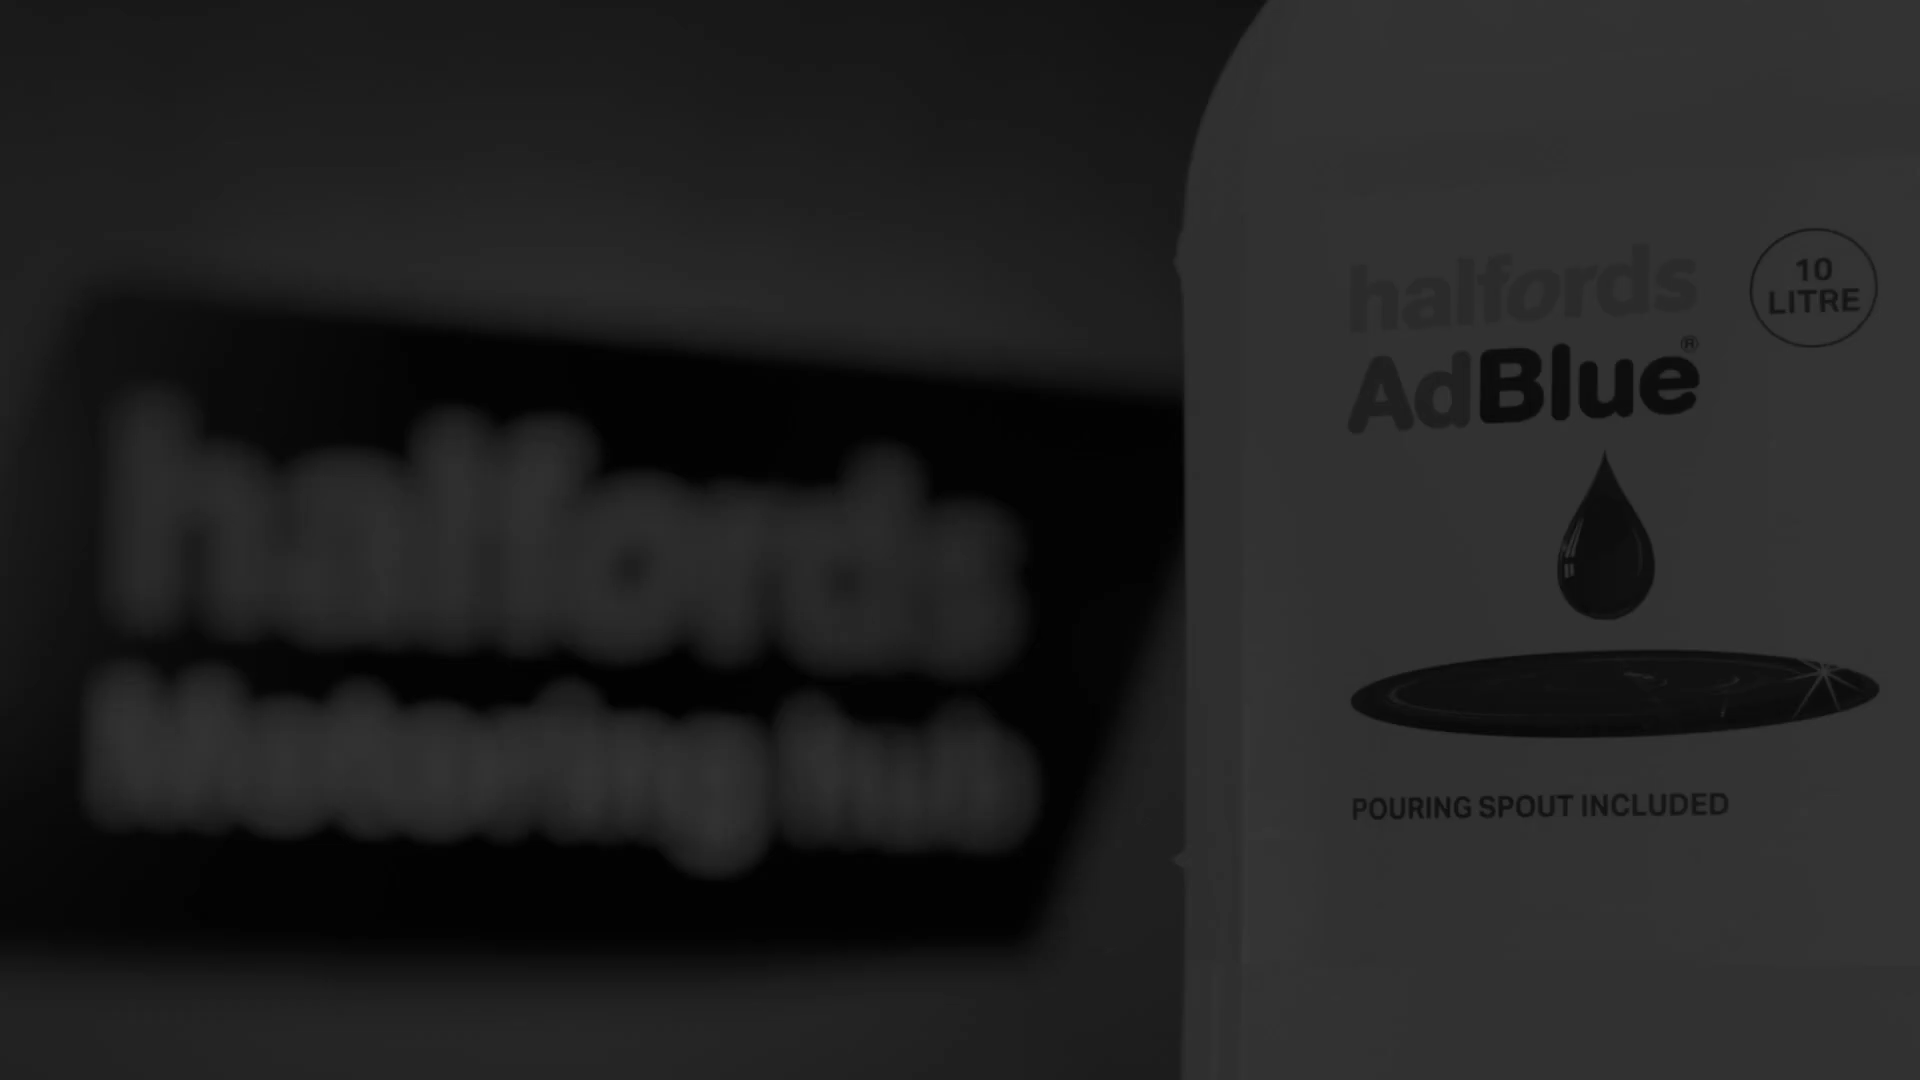 halfords
Motoring hub
halfords
AdBlue®
10
LITRE
POURING SPOUT INCLUDED